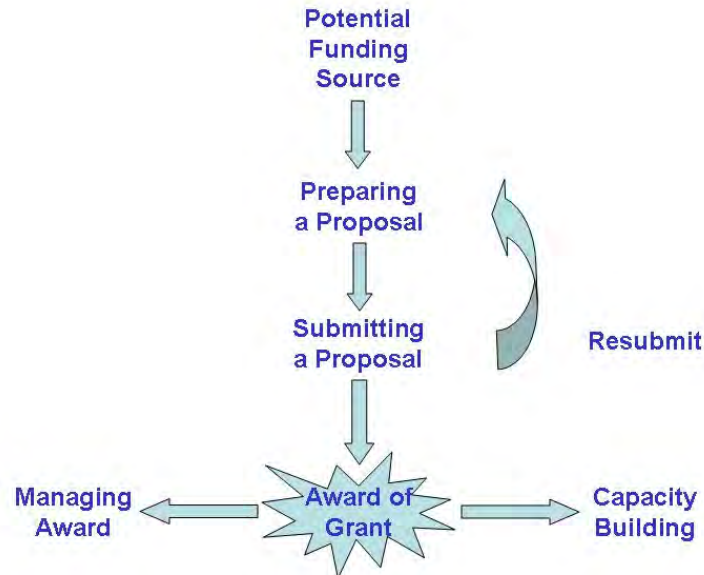 Potential
Funding
Source
Preparing
a Proposal
Submitting
a Proposal
Resubmit
Managing
Award
Award of
Grant
Capacity
Building